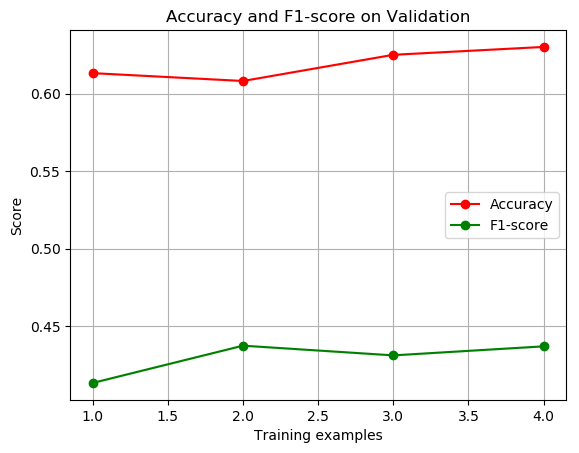 Accuracy and F1-score on Validation
0.60
0.55
0.50
0.45
Score
Accuracy
F1-score
1.0 1.5 2.0 2.5 3.0 3.5 4.0
Training examples